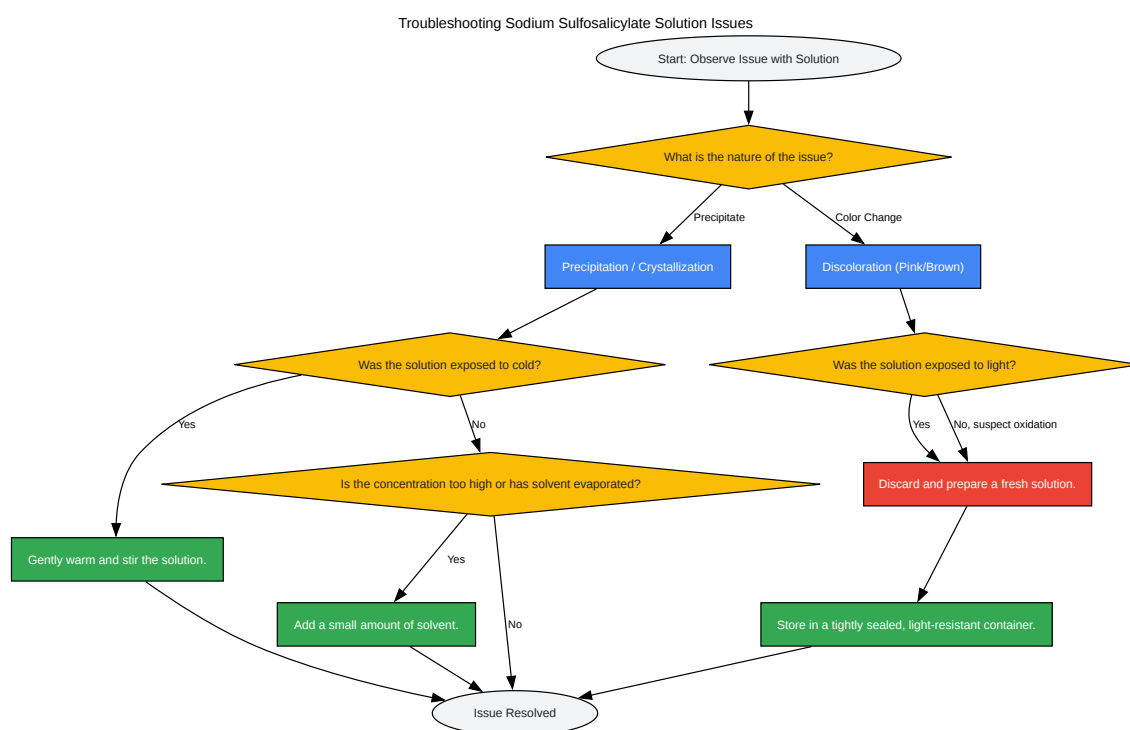 Troubleshooting Sodium Sulfosalicylate Solution Issues
Start: Observe Issue with Solution
What is the nature of the issue?
Precipitate
Color Change
Precipitation / Crystallization
Discoloration (Pink/Brown)
Was the solution exposed to cold?
Was the solution exposed to light?
Yes
No
Yes
No, suspect oxidation
Is the concentration too high or has solvent evaporated?
Discard and prepare a fresh solution.
Gently warm and stir the solution.
Yes
No
Add a small amount of solvent.
Store in a tightly sealed, light-resistant container.
Issue Resolved